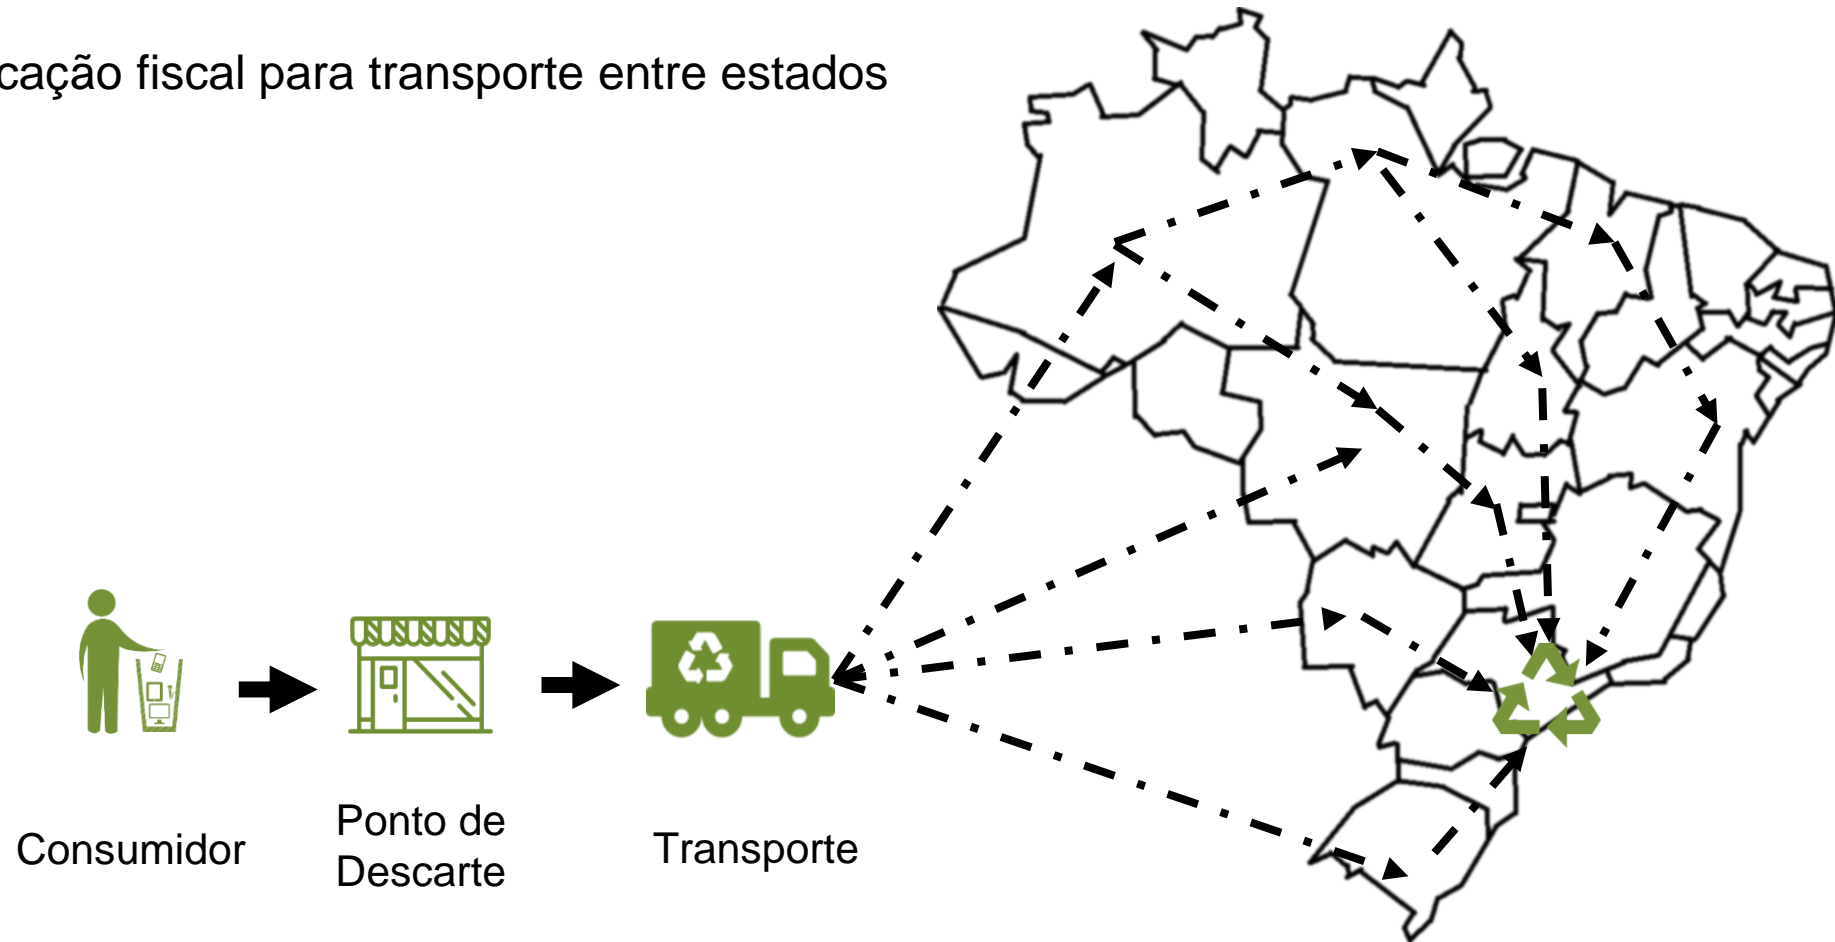 cação fiscal para transporte entre estados
Consumidor
Ponto de
Descarte
Transporte